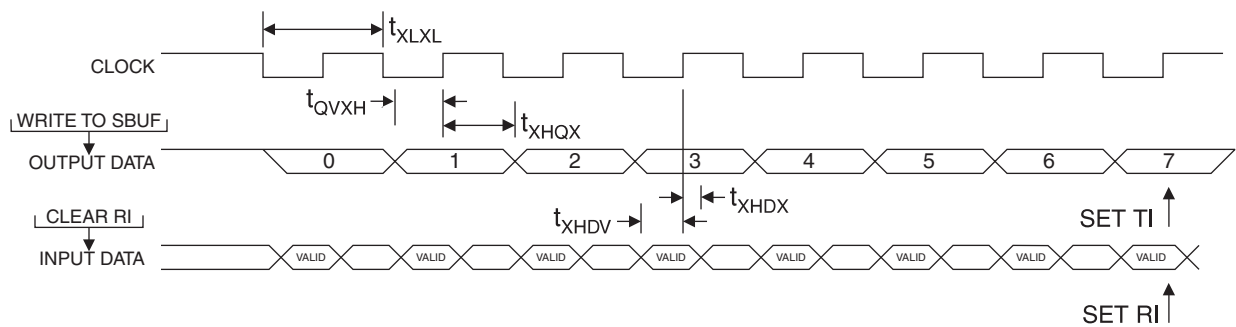 tXLXL
CLOCK
tQVXH
tXHQX
WRITE TO SBUF
OUTPUT DATA 0 1 2 3 4 5 6 7
tXHDX
tXHDV
SET TI
CLEAR RI
INPUT DATA VALID VALID VALID VALID VALID VALID VALID VALID
SET RI